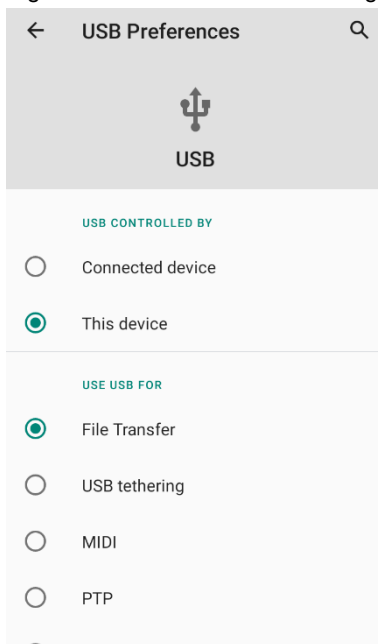 USB Preferences
USB
USB CONTROLLED BY
Connected device
This device
USE USB FOR
File Transfer
USB tethering
MIDI
PTP